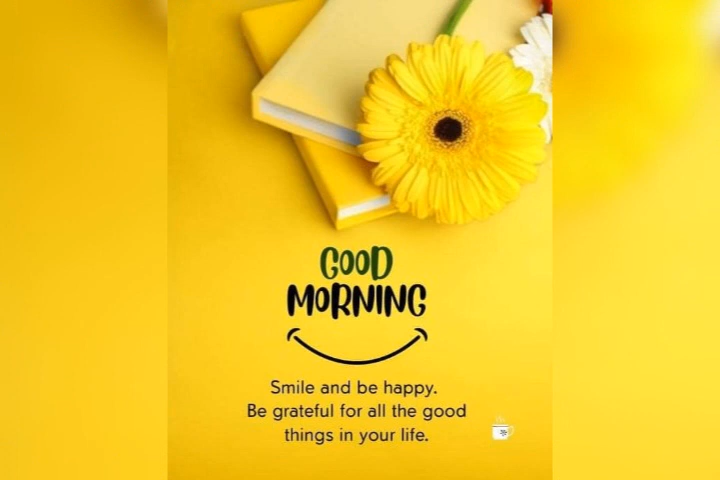 GOOD
MORNING
Smile and be happy.
Be grateful for all the good
things in your life.